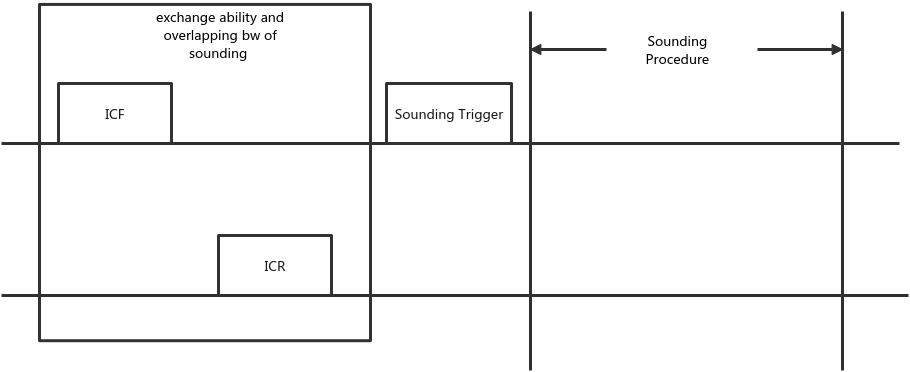 exchange ability and
overlapping bw of
sounding
Sounding
Procedure
ICF
Sounding Trigger
ICR